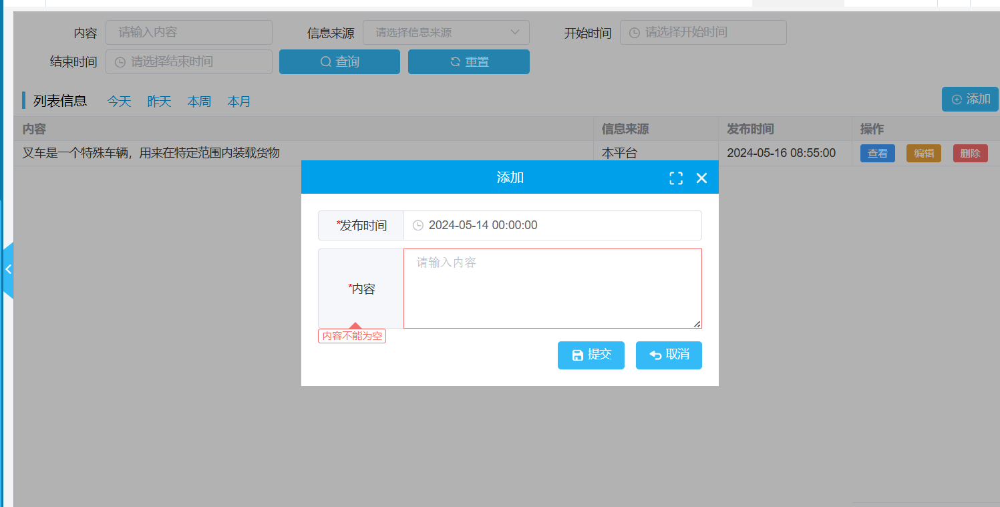 内容 请输入内容 信息来源 请选择信息来源 开始时间 请选择开始时间
结束时间 请选择结束时间 查询 重置
列表信息 今天 昨天 本周 本月 添加
内容 信息来源 发布时间 操作
叉车是一个特殊车辆，用来在特定范围内装载货物 本平台 2024-05-16 08:55:00 查看 编辑 删除
添加
*发布时间 2024-05-14 00:00:00
请输入内容
*内容
内容不能为空
提交 取消